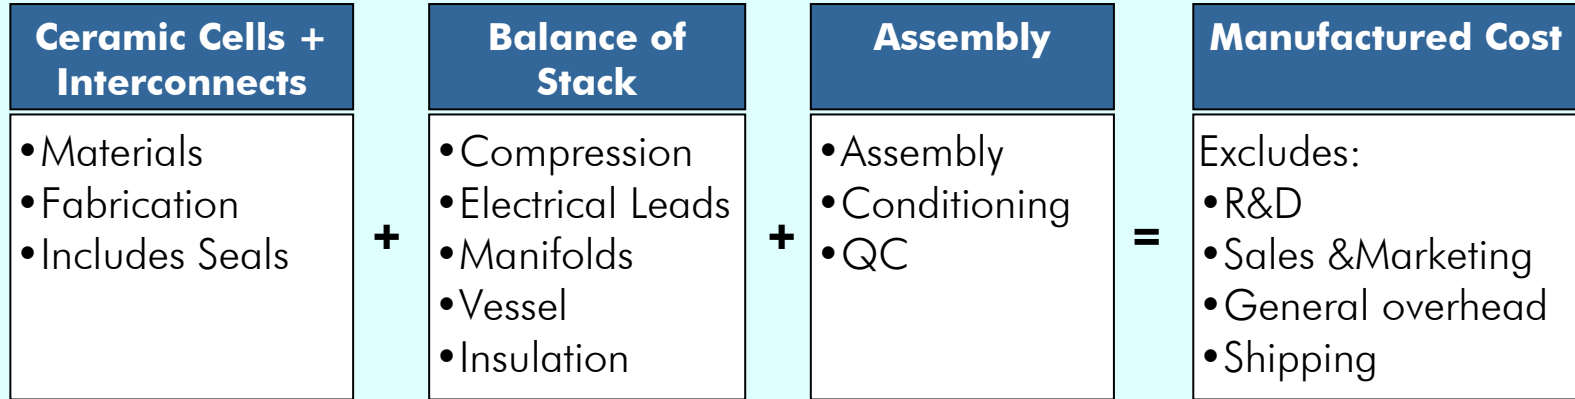 Ceramic Cells +
Interconnects
•Materials
•Fabrication
•Includes Seals
+
Balance of
Stack
•Compression
•Electrical Leads
•Manifolds
•Vessel
•Insulation
+
Assembly
•Assembly
•Conditioning
•QC
=
Manufactured Cost
Excludes:
•R&D
•Sales &Marketing
•General overhead
•Shipping